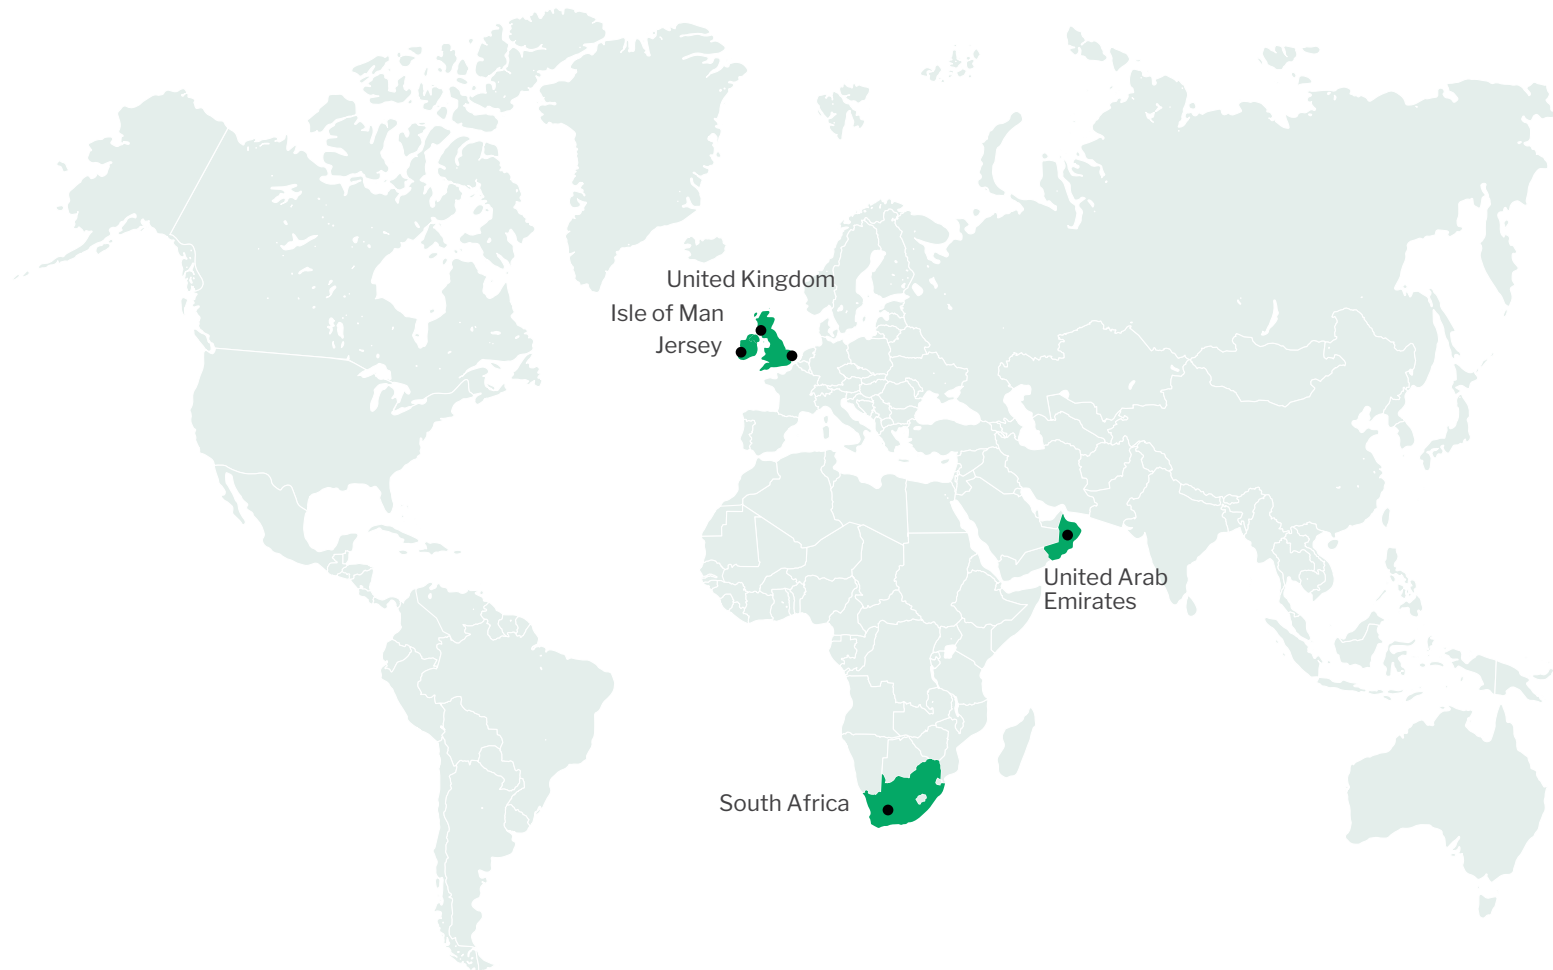 United Kingdom
Isle of Man
Jersey
United Arab
Emirates
South Africa